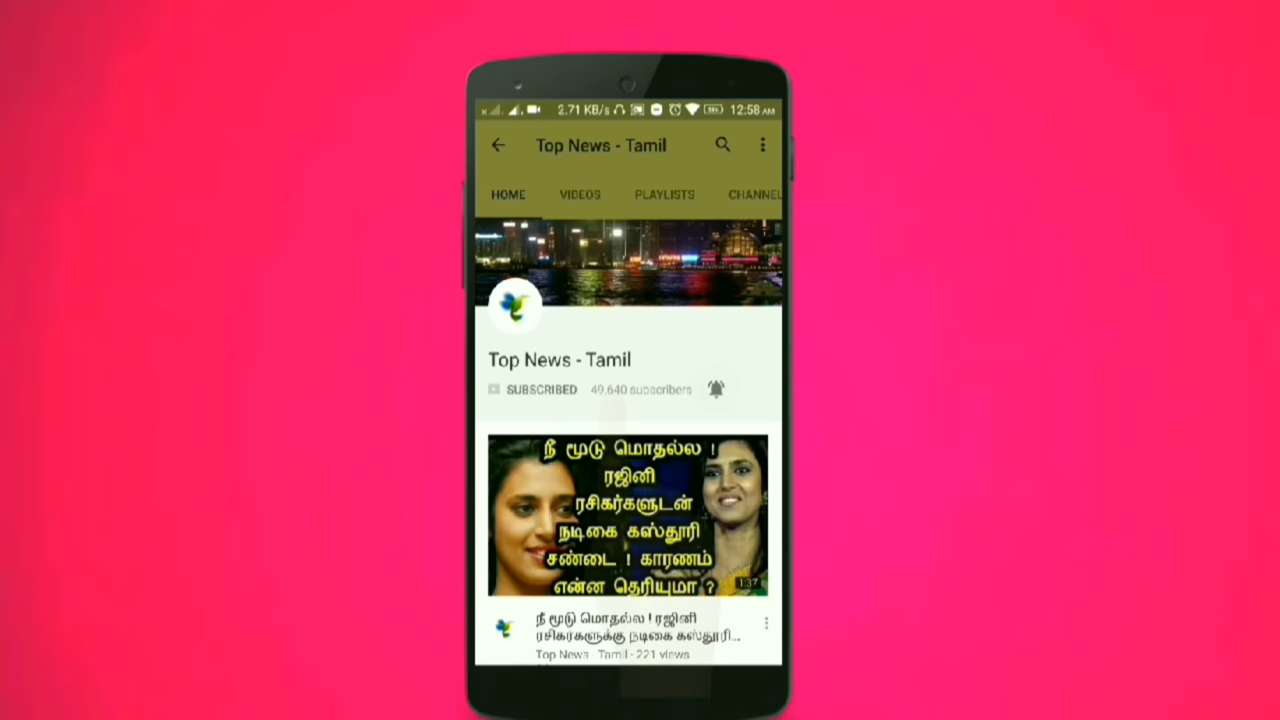 2.71 KB/s 12:58 AM
Top News - Tamil
HOME VIDEOS PLAYLISTS CHANNEL
Top News - Tamil
SUBSCRIBED 49,640 subscribers
நீ மூடு மொதல்ல !
ரஜினி
ரசிகர்களுடன்
நடிகை கஸ்தூரி
சண்டை ! காரணம்
என்ன தெரியுமா ?
1:37
நீ மூடு மொதல்ல ! ரஜினி
ரசிகர்களுக்கு நடிகை கஸ்தூரி...
Top News - Tamil · 221 views